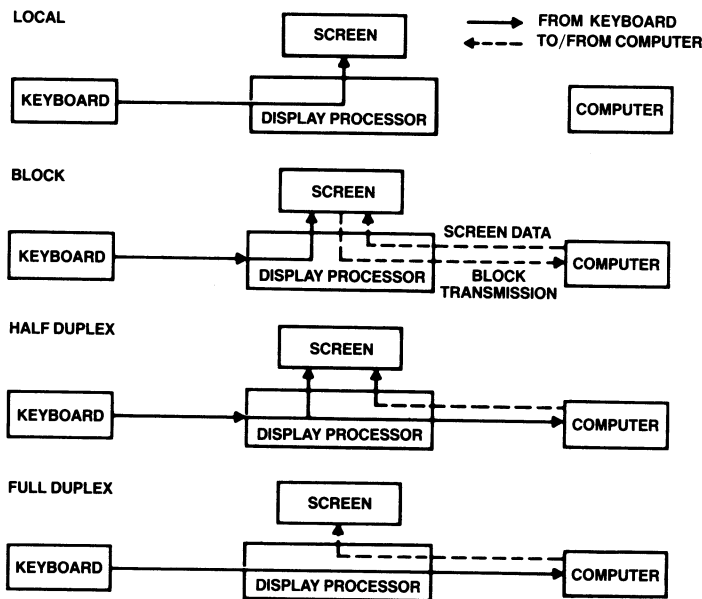 LOCAL
SCREEN
FROM KEYBOARD
TO/FROM COMPUTER
KEYBOARD
DISPLAY PROCESSOR
COMPUTER
BLOCK
SCREEN
SCREEN DATA
KEYBOARD
DISPLAY PROCESSOR
BLOCK
TRANSMISSION
COMPUTER
HALF DUPLEX
SCREEN
KEYBOARD
DISPLAY PROCESSOR
COMPUTER
FULL DUPLEX
SCREEN
KEYBOARD
DISPLAY PROCESSOR
COMPUTER